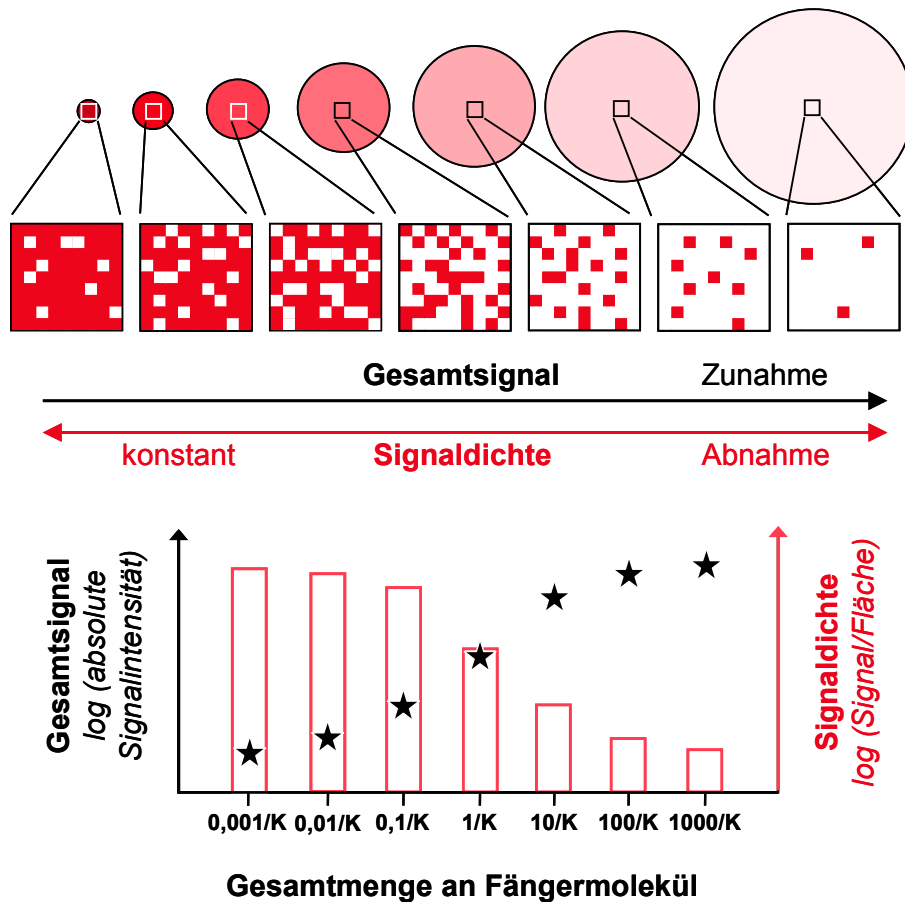 Gesamtsignal Zunahme
konstant Signaldichte Abnahme
Gesamtsignal
log (absolute
Signalintensität)
Signaldichte
log (Signal/Fläche)
0,001/K 0,01/K 0,1/K 1/K 10/K 100/K 1000/K
Gesamtmenge an Fängermolekül